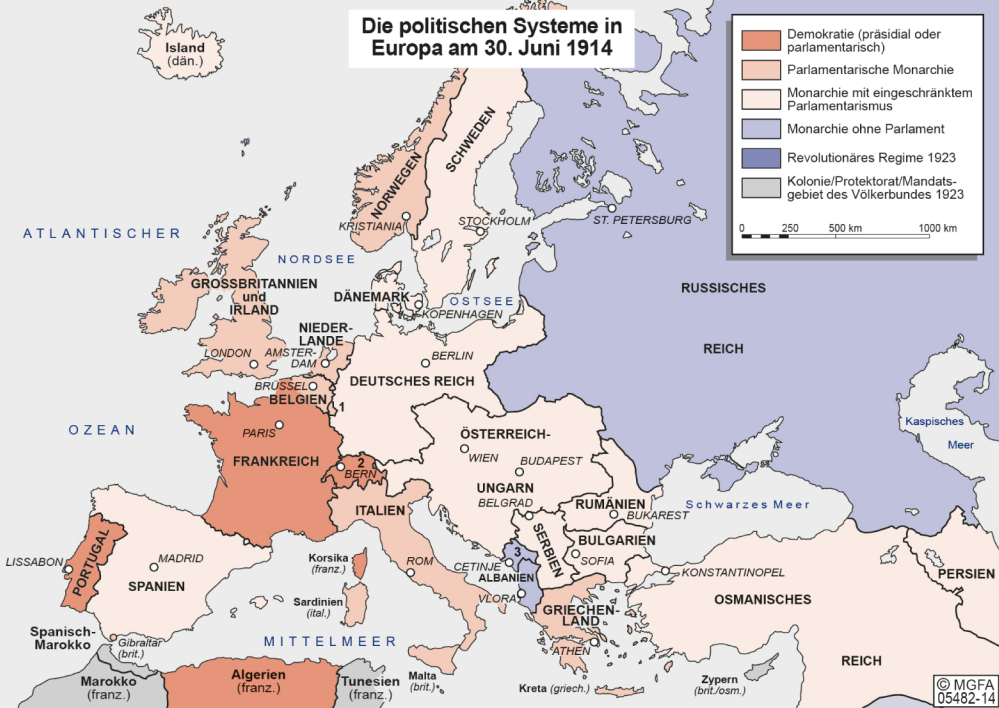 Die politischen Systeme in
Europa am 30. Juni 1914
Demokratie (präsidial oder
parlamentarisch)
Parlamentarische Monarchie
Monarchie mit eingeschränktem
Parlamentarismus
Monarchie ohne Parlament
Revolutionäres Regime 1923
Kolonie/Protektorat/Mandats-
gebiet des Völkerbundes 1923
0 250 500 km 1000 km
Island
(dän.)
SCHWEDEN
NORWEGEN
KRISTIANIA
STOCKHOLM
ST. PETERSBURG
ATLANTISCHER
NORDSEE
GROSSBRITANNIEN
und
IRLAND
DÄNEMARK
OSTSEE
KOPENHAGEN
RUSSISCHES
REICH
NIEDER-
LANDE
LONDON
AMSTER-
DAM
BERLIN
BRÜSSEL
BELGIEN
DEUTSCHES REICH
1
OZEAN
PARIS
FRANKREICH
2
BERN
ÖSTERREICH-
WIEN
BUDAPEST
UNGARN
BELGRAD
Kaspisches
Meer
ITALIEN
RUMÄNIEN
BUKAREST
Schwarzes Meer
SERBIEN
BULGARIEN
SOFIA
PORTUGAL
LISSABON
MADRID
SPANIEN
Korsika
(franz.)
ROM
CETINJE
3
ALBANIEN
VLORA
KONSTANTINOPEL
PERSIEN
Sardinien
(ital.)
OSMANISCHES
GRIECHEN-
LAND
ATHEN
Spanisch-
Marokko
Gibraltar
(brit.)
MITTELMEER
REICH
Marokko
(franz.)
Algerien
(franz.)
Tunesien
(franz.)
Malta
(brit.)
Kreta (griech.)
Zypern
(brit./osm.)
© MGFA
05482-14